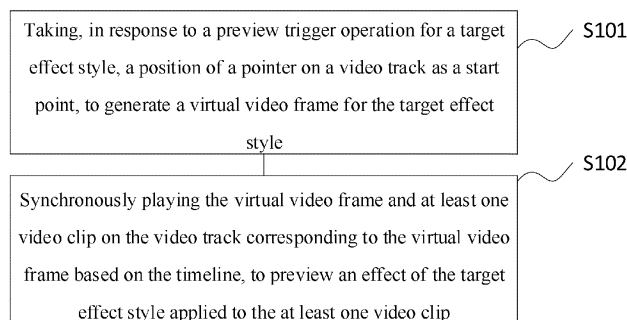 Taking, in response to a preview trigger operation for a target
effect style, a position of a pointer on a video track as a start
point, to generate a virtual video frame for the target effect
style
S101
Synchronously playing the virtual video frame and at least one
video clip on the video track corresponding to the virtual video
frame based on the timeline, to preview an effect of the target
effect style applied to the at least one video clip
S102